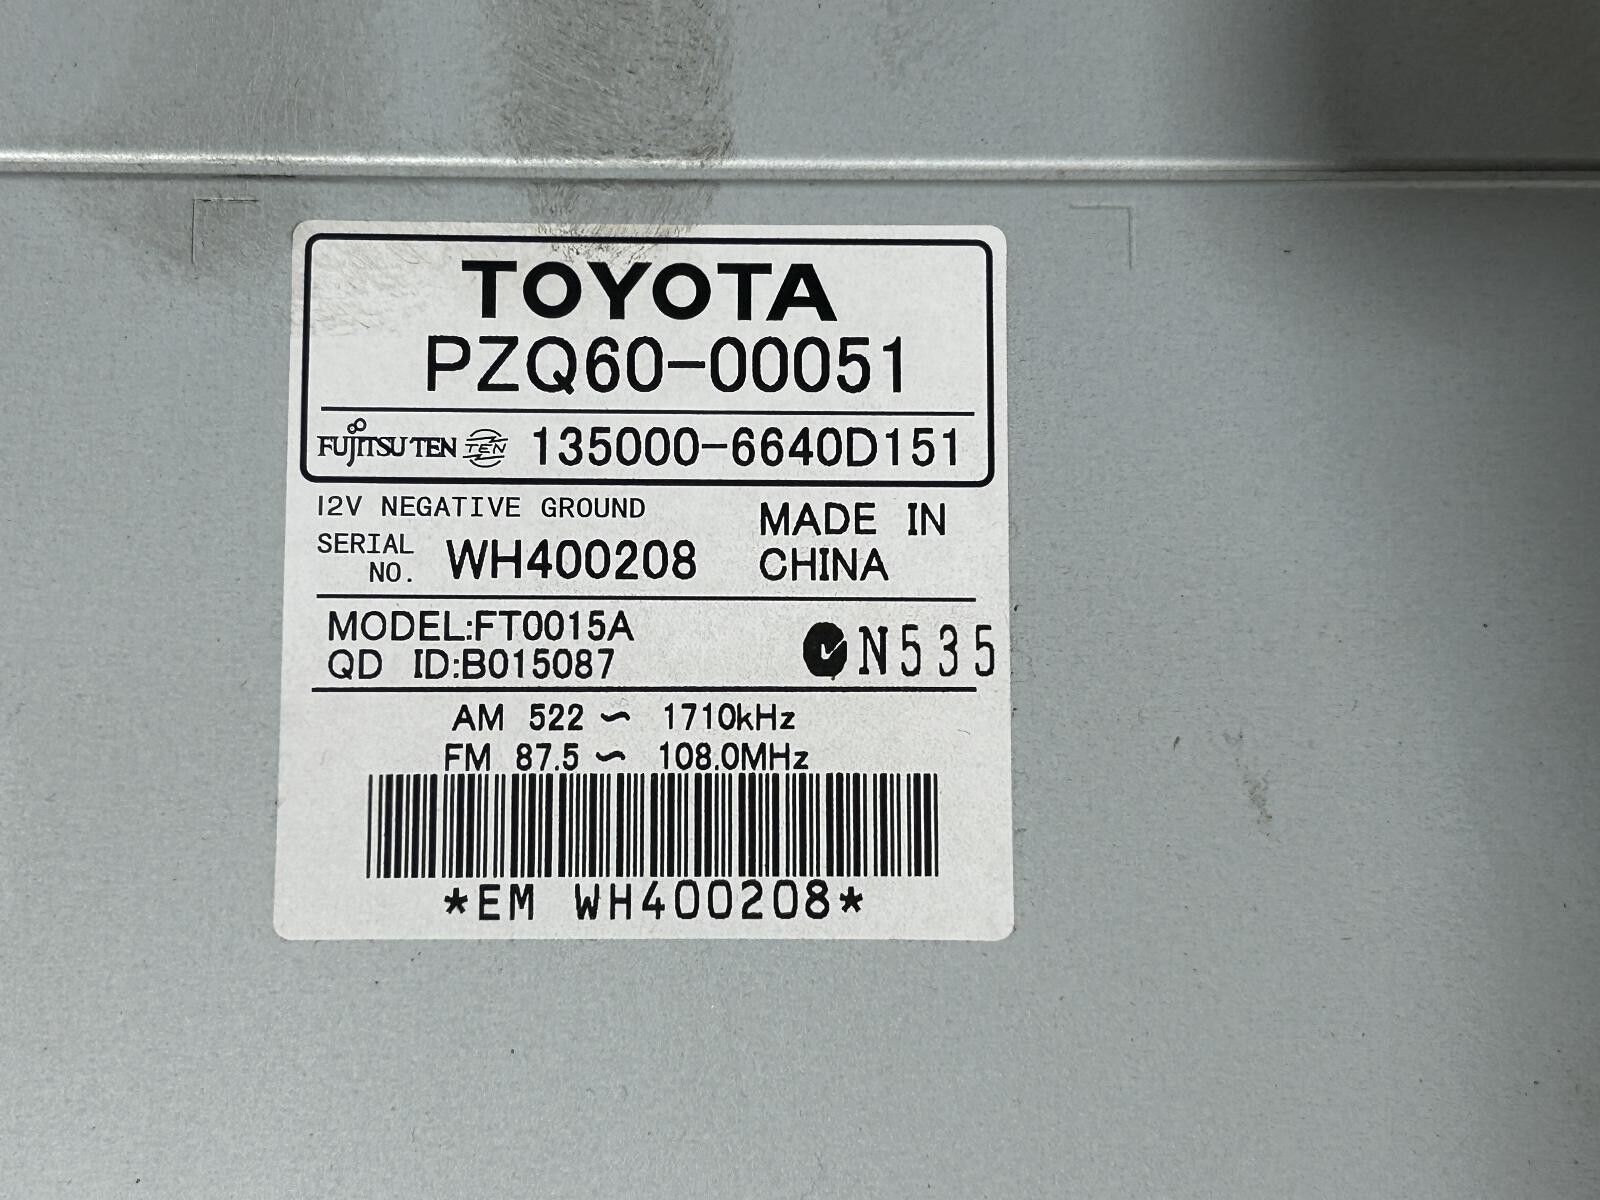 TOYOTA
PZQ60-00051
FUJITSU TEN TEN 135000-6640D151
12V NEGATIVE GROUND
SERIAL NO. WH400208
MADE IN
CHINA
MODEL:FT0015A
QD ID:B015087
N535
AM 522 ~ 1710kHz
FM 87.5 ~ 108.0MHz
*EM WH400208*